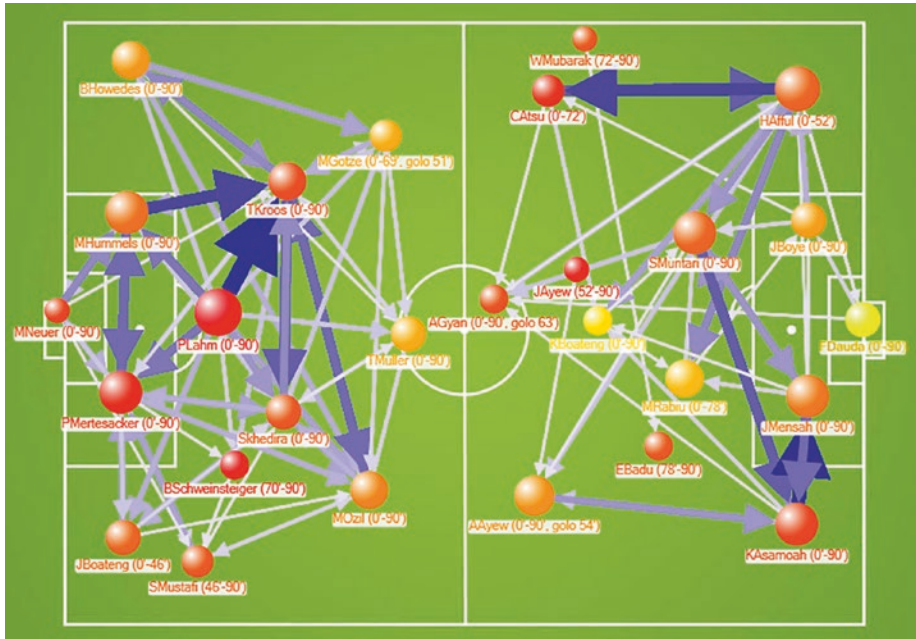 WMubarak (72'-90')
BHowedes (0'-90')
CAtsu (0'-72')
HAfful (0'-52')
MGotze (0'-69', golo 51')
TKroos (0'-90')
MHummels (0'-90')
JBoye (0'-90')
SMuntari (0'-90')
JAyew (52'-90')
AGyan (0'-90', golo 63')
MNeuer (0'-90')
PLahm (0'-90')
KBoateng (0'-90')
FDauda (0'-90')
TMuller (0'-90')
MRabiu (0'-78')
PMertesacker (0'-90')
SKhedira (0'-90')
JMensah (0'-90')
EBadu (78'-90')
BSchweinsteiger (70'-90')
MOzil (0'-90')
AAyew (0'-90', golo 54')
KAsamoah (0'-90')
JBoateng (0'-46')
SMustafi (46'-90')